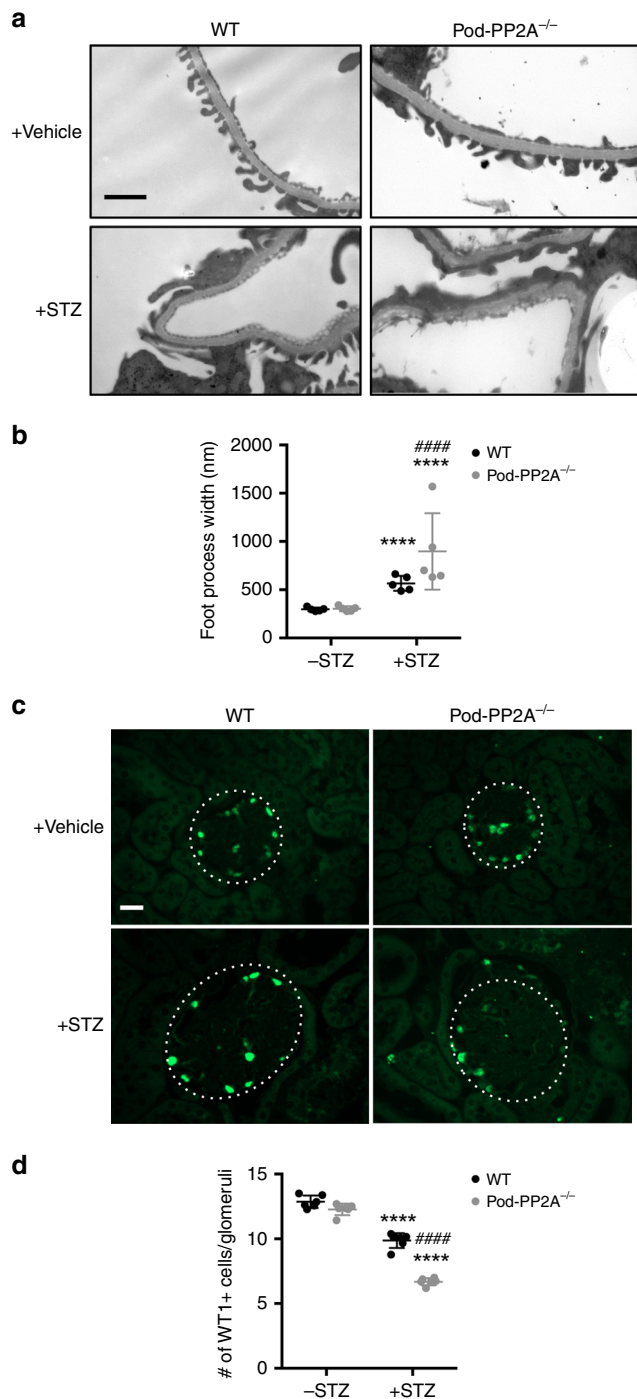 a
WT
Pod-PP2A−/−
+Vehicle
+STZ
b
Foot process width (nm)
2000
1500
1000
500
0
####
****
****
WT
Pod-PP2A−/−
–STZ
+STZ
c
WT
Pod-PP2A−/−
+Vehicle
+STZ
d
# of WT1+ cells/glomeruli
15
10
5
0
****
####
****
WT
Pod-PP2A−/−
–STZ
+STZ